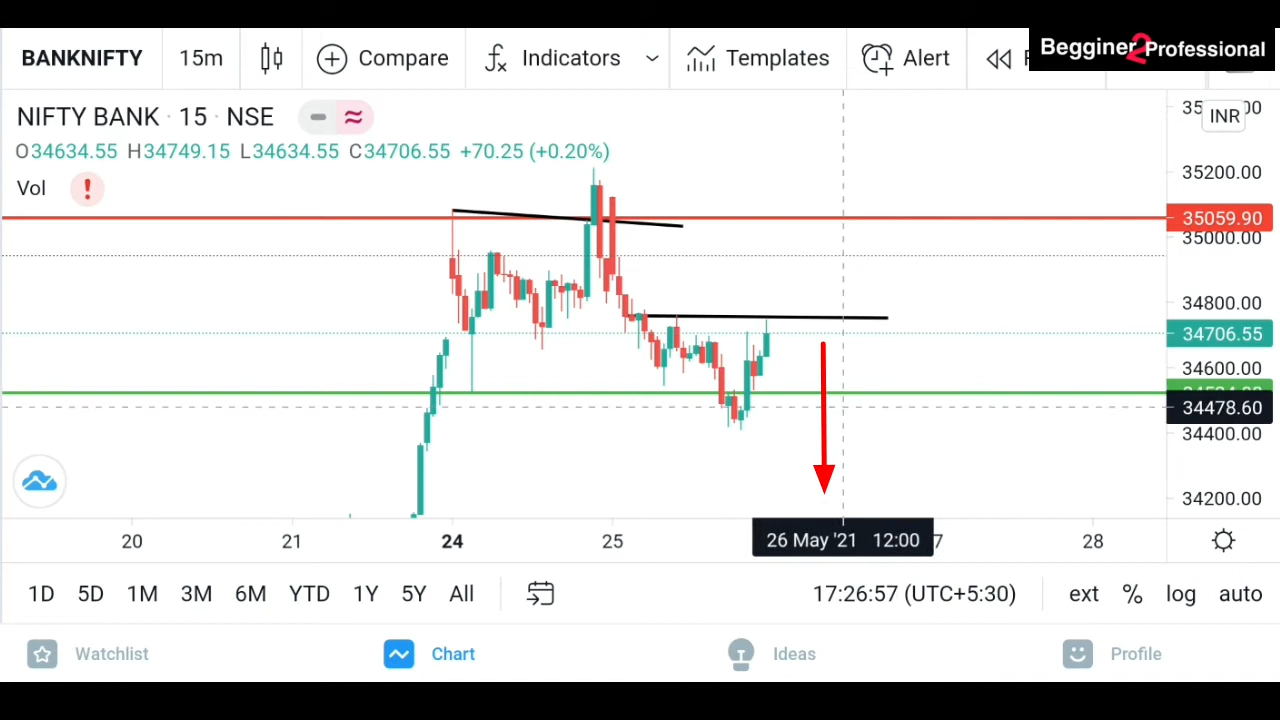 BANKNIFTY 15m Compare Indicators Templates Alert
Begginer2Professional
NIFTY BANK · 15 · NSE
O34634.55 H34749.15 L34634.55 C34706.55 +70.25 (+0.20%)
Vol
INR
35200.00
35059.90
35000.00
34800.00
34706.55
34600.00
34478.60
34400.00
34200.00
20 21 24 25 26 May '21 12:00 28
1D 5D 1M 3M 6M YTD 1Y 5Y All 17:26:57 (UTC+5:30) ext % log auto
Watchlist Chart Ideas Profile